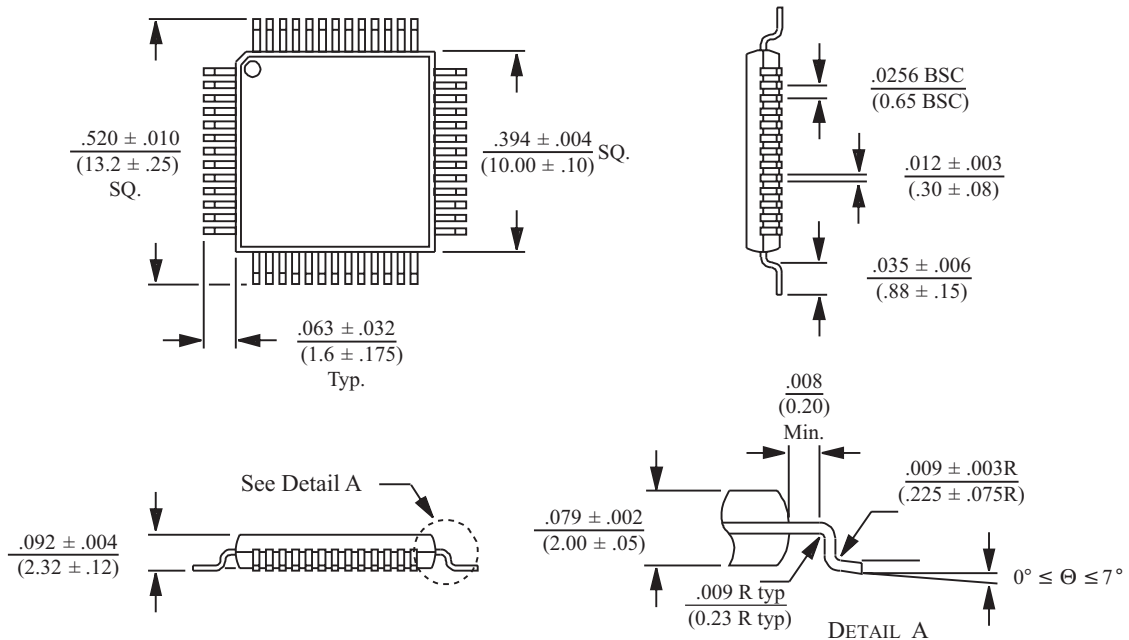 .520 ± .010
(13.2 ± .25)
SQ.
.394 ± .004
(10.00 ± .10)
SQ.
.0256 BSC
(0.65 BSC)
.012 ± .003
(.30 ± .08)
.035 ± .006
(.88 ± .15)
.063 ± .032
(1.6 ± .175)
Typ.
.008
(0.20)
Min.
See Detail A
.009 ± .003R
(.225 ± .075R)
.092 ± .004
(2.32 ± .12)
.079 ± .002
(2.00 ± .05)
.009 R typ
(0.23 R typ)
0° ≤ Θ ≤ 7°
DETAIL A